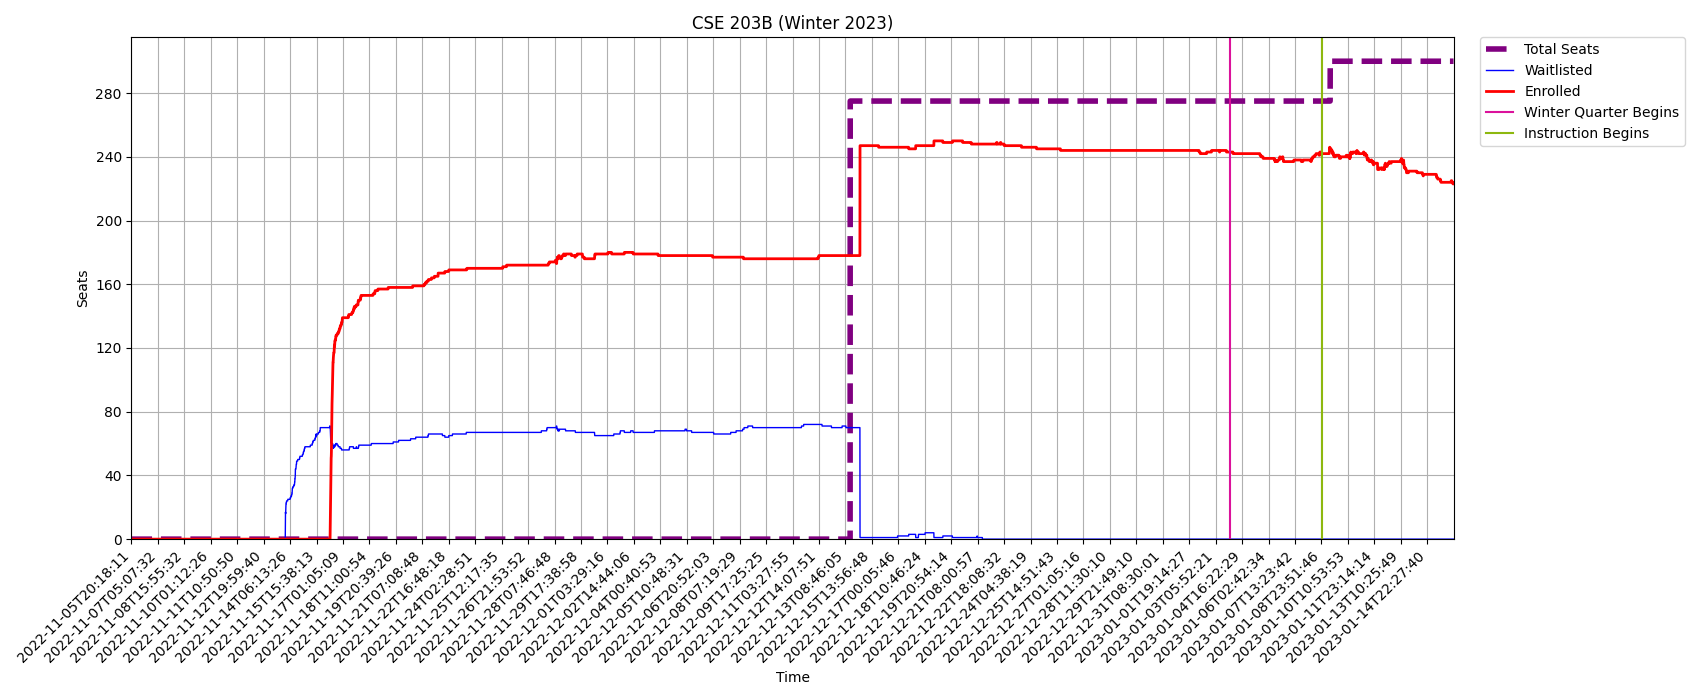 CSE 203B (Winter 2023)
Total Seats
Waitlisted
Enrolled
Winter Quarter Begins
Instruction Begins
Seats
280
240
200
160
120
80
40
0
2022-11-05T20:18:11
2022-11-07T05:07:32
2022-11-08T15:55:32
2022-11-10T01:12:26
2022-11-11T10:50:50
2022-11-12T19:59:40
2022-11-14T06:13:26
2022-11-15T15:38:13
2022-11-17T01:05:09
2022-11-18T11:00:54
2022-11-19T20:39:26
2022-11-21T07:08:48
2022-11-22T16:48:18
2022-11-24T02:28:51
2022-11-25T12:17:35
2022-11-26T21:53:52
2022-11-28T07:46:48
2022-11-29T17:38:58
2022-12-01T03:29:16
2022-12-02T14:44:06
2022-12-04T00:40:53
2022-12-05T10:48:31
2022-12-06T20:52:03
2022-12-08T07:19:29
2022-12-09T17:25:25
2022-12-11T03:27:55
2022-12-12T14:07:51
2022-12-13T08:46:05
2022-12-15T13:56:48
2022-12-17T00:05:46
2022-12-18T10:46:24
2022-12-19T20:54:14
2022-12-21T08:00:57
2022-12-22T18:08:32
2022-12-24T04:38:19
2022-12-25T14:51:43
2022-12-27T01:05:16
2022-12-28T11:30:10
2022-12-29T21:49:10
2022-12-31T08:30:01
2023-01-01T19:14:27
2023-01-03T05:52:21
2023-01-04T16:22:29
2023-01-06T02:42:34
2023-01-07T13:23:42
2023-01-08T23:51:46
2023-01-10T10:53:53
2023-01-11T23:14:14
2023-01-13T10:25:49
2023-01-14T22:27:40
Time